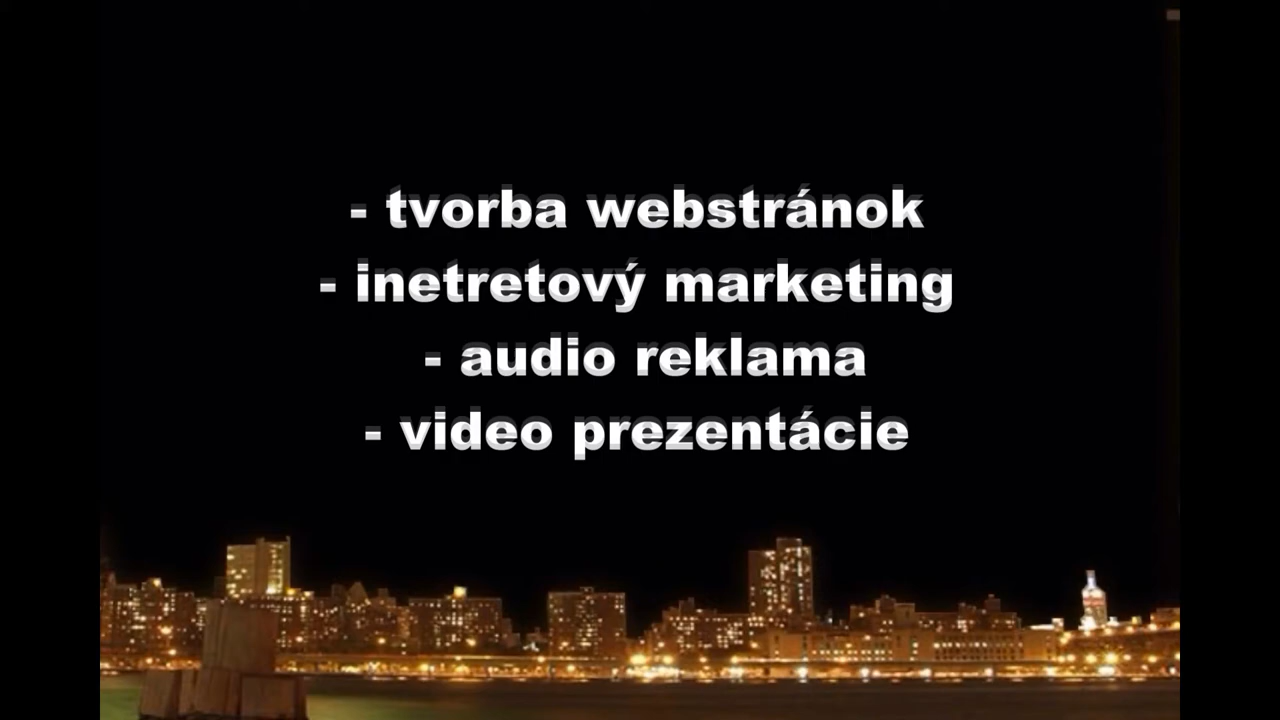 - tvorba webstránok
- inetretový marketing
- audio reklama
- video prezentácie